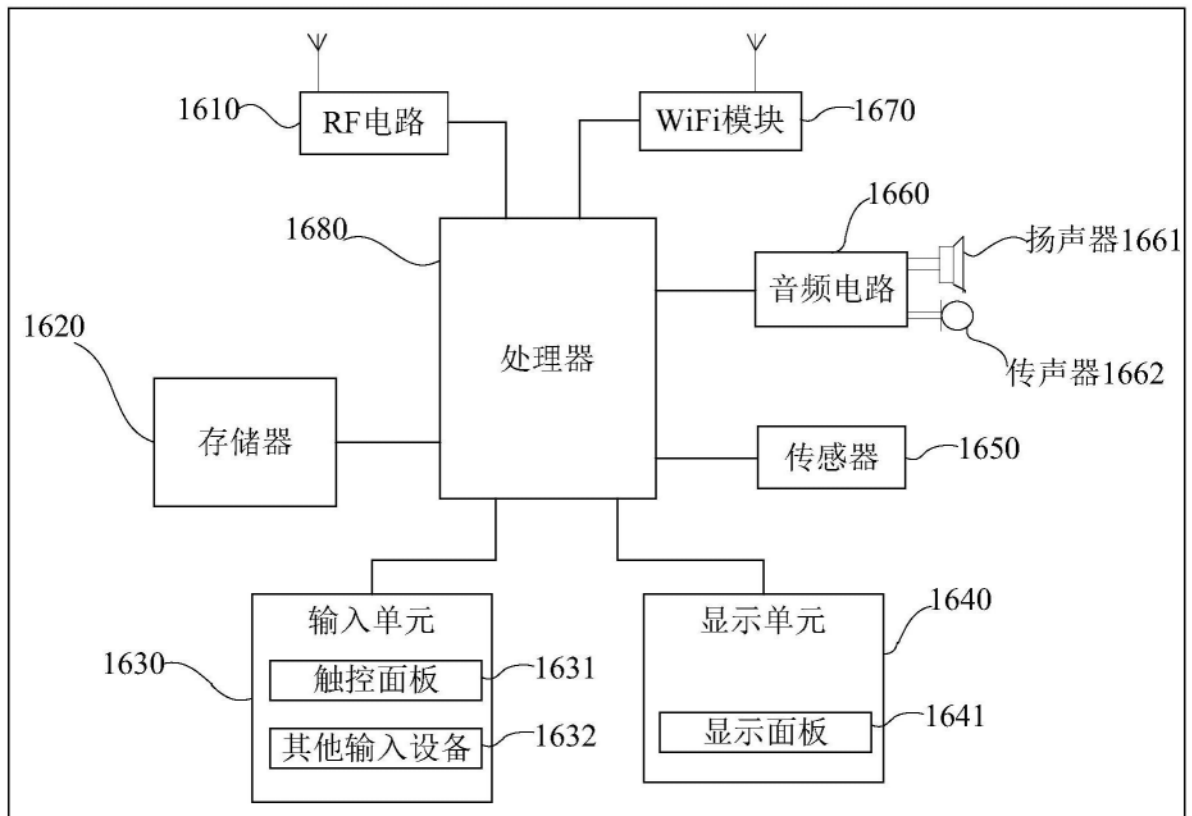 1610
RF电路
WiFi模块
1670
1680
1660
扬声器1661
音频电路
1620
处理器
传声器1662
存储器
传感器
1650
输入单元
显示单元
1640
1630
触控面板
1631
其他输入设备
1632
显示面板
1641